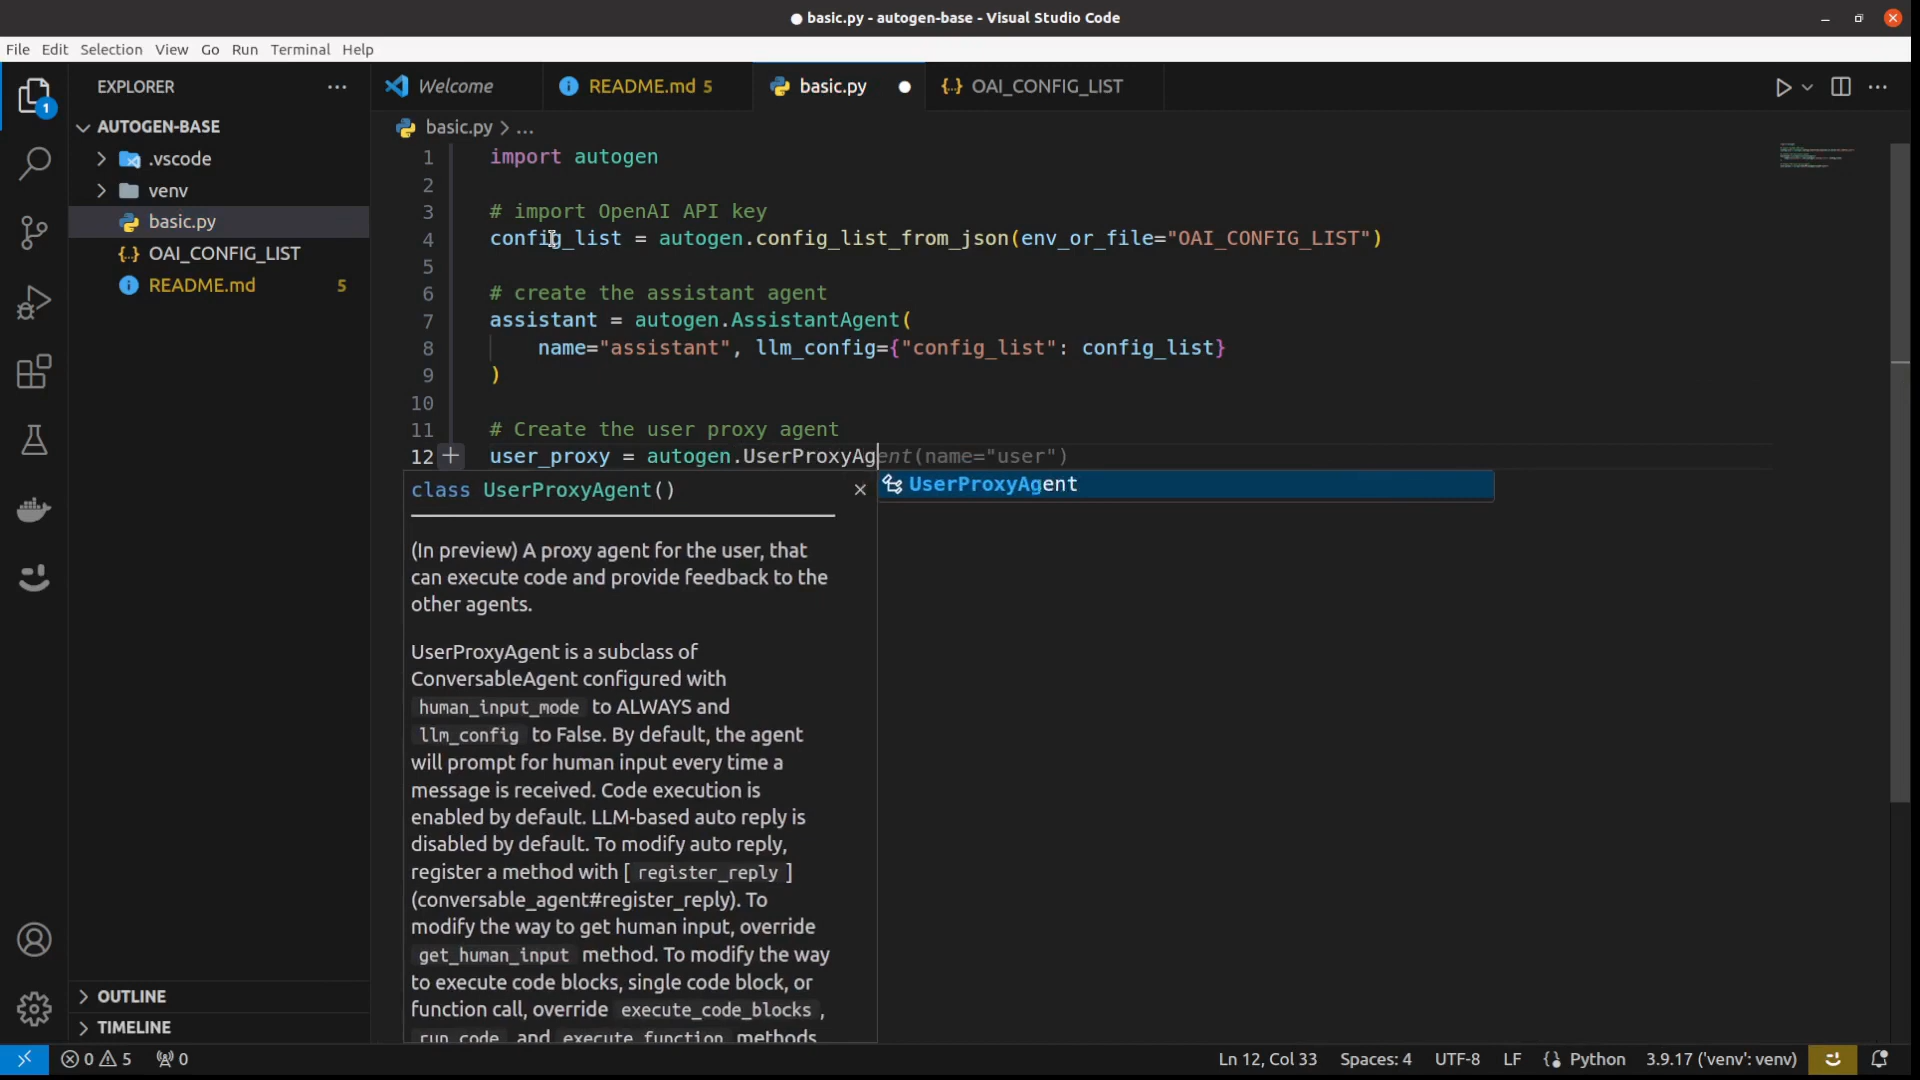 basic.py - autogen-base - Visual Studio Code
File Edit Selection View Go Run Terminal Help
EXPLORER
Welcome
README.md 5
basic.py
OAI_CONFIG_LIST
1
AUTOGEN-BASE
.vscode
venv
basic.py
OAI_CONFIG_LIST
README.md 5
basic.py > ...
1 import autogen
2
3 # import OpenAI API key
4 config_list = autogen.config_list_from_json(env_or_file="OAI_CONFIG_LIST")
5
6 # create the assistant agent
7 assistant = autogen.AssistantAgent(
8 name="assistant", llm_config={"config_list": config_list}
9 )
10
11 # Create the user proxy agent
12 user_proxy = autogen.UserProxyAgent(name="user")
UserProxyAgent
class UserProxyAgent()
(In preview) A proxy agent for the user, that
can execute code and provide feedback to the
other agents.
UserProxyAgent is a subclass of
ConversableAgent configured with
human_input_mode to ALWAYS and
llm_config to False. By default, the agent
will prompt for human input every time a
message is received. Code execution is
enabled by default. LLM-based auto reply is
disabled by default. To modify auto reply,
register a method with [ register_reply ]
(conversable_agent#register_reply). To
modify the way to get human input, override
get_human_input method. To modify the way
to execute code blocks, single code block, or
function call, override execute_code_blocks ,
run_code, and execute_function methods
OUTLINE
TIMELINE
0 5 0
Ln 12, Col 33 Spaces: 4 UTF-8 LF Python 3.9.17 ('venv': venv)